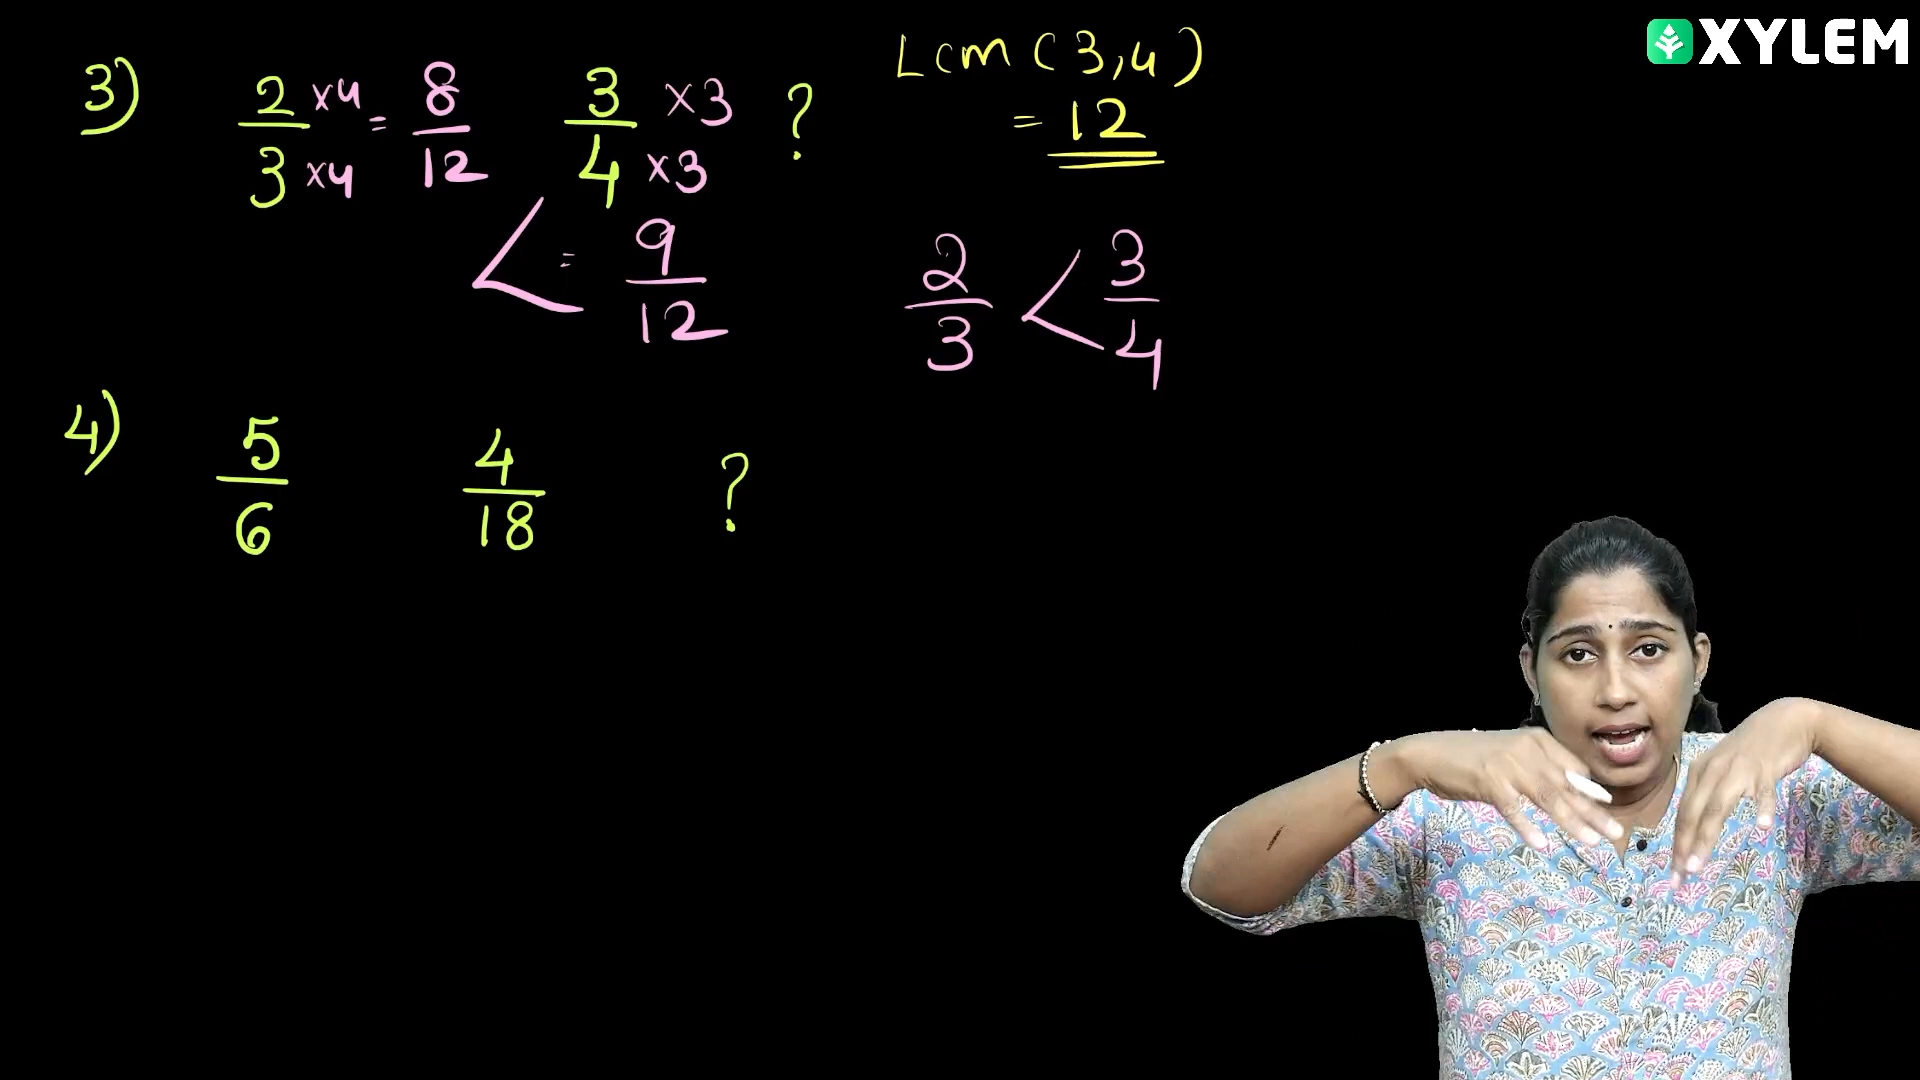 XYLEM
Lcm (3,4)
= 12
3) 2/3 ×4/×4 = 8/12 3/4 ×3/×3 ?
< = 9/12
2/3 < 3/4
4) 5/6 4/18 ?